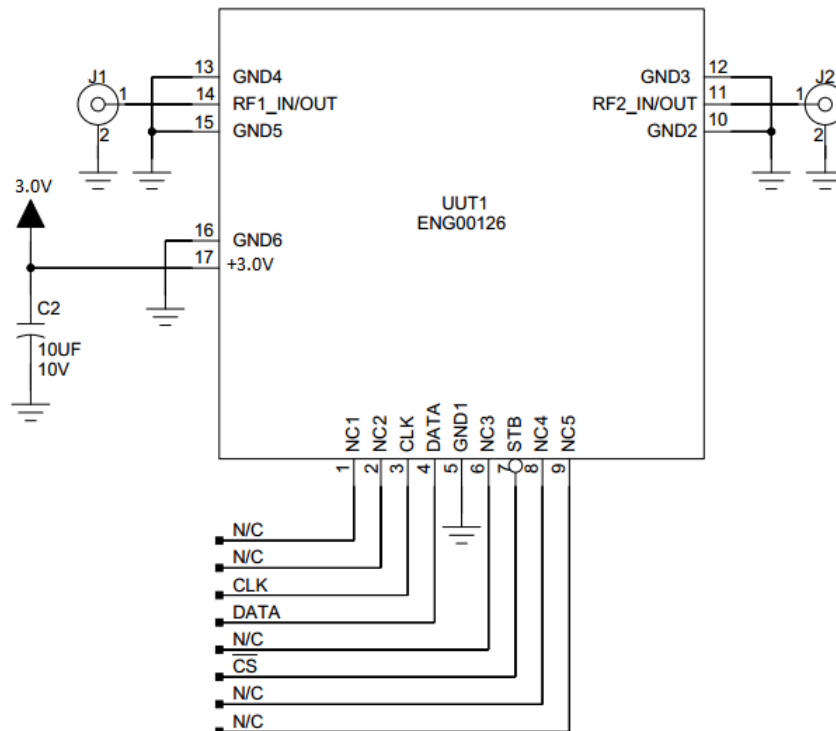 J1
1
2
13 GND4
14 RF1_IN/OUT
15 GND5
GND3 12
RF2_IN/OUT 11
GND2 10
J2
1
2
UUT1
ENG00126
3.0V
16 GND6
17 +3.0V
C2
10UF
10V
NC1
NC2
CLK
DATA
GND1
NC3
STB
NC4
NC5
1
2
3
4
5
6
7
8
9
N/C
N/C
CLK
DATA
N/C
C̅S̅
N/C
N/C